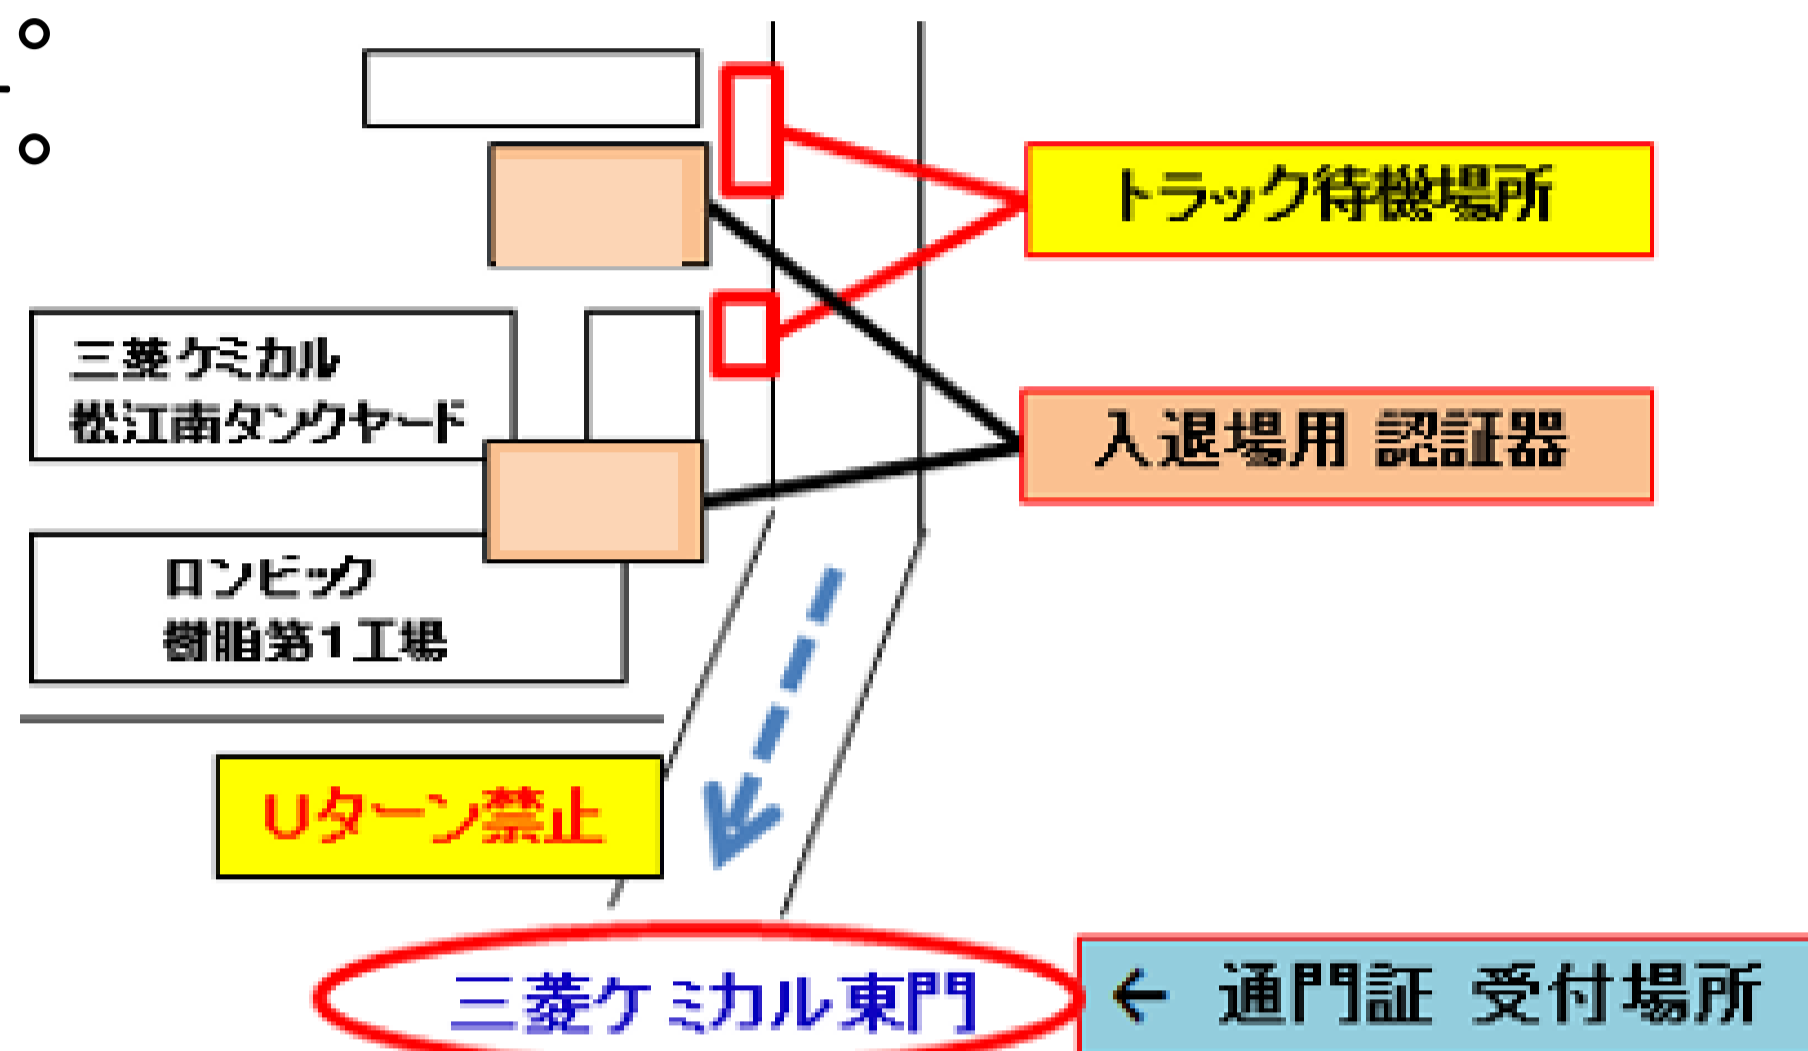 トラック待機場所
三菱ケミカル
松江南タンクヤード
入退場用 認証器
ロンビック
樹脂第1工場
Uターン禁止
三菱ケミカル東門
← 通門証 受付場所